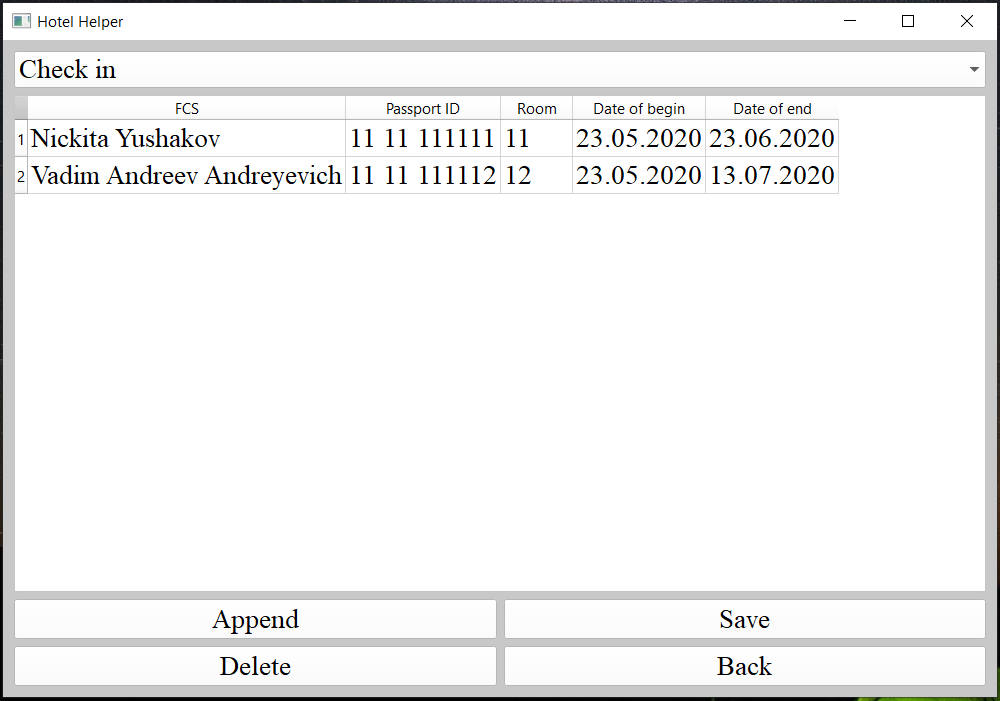 Hotel Helper
Check in
FCS Passport ID Room Date of begin Date of end
1 Nickita Yushakov 11 11 111111 11 23.05.2020 23.06.2020
2 Vadim Andreev Andreyevich 11 11 111112 12 23.05.2020 13.07.2020
Append Save
Delete Back